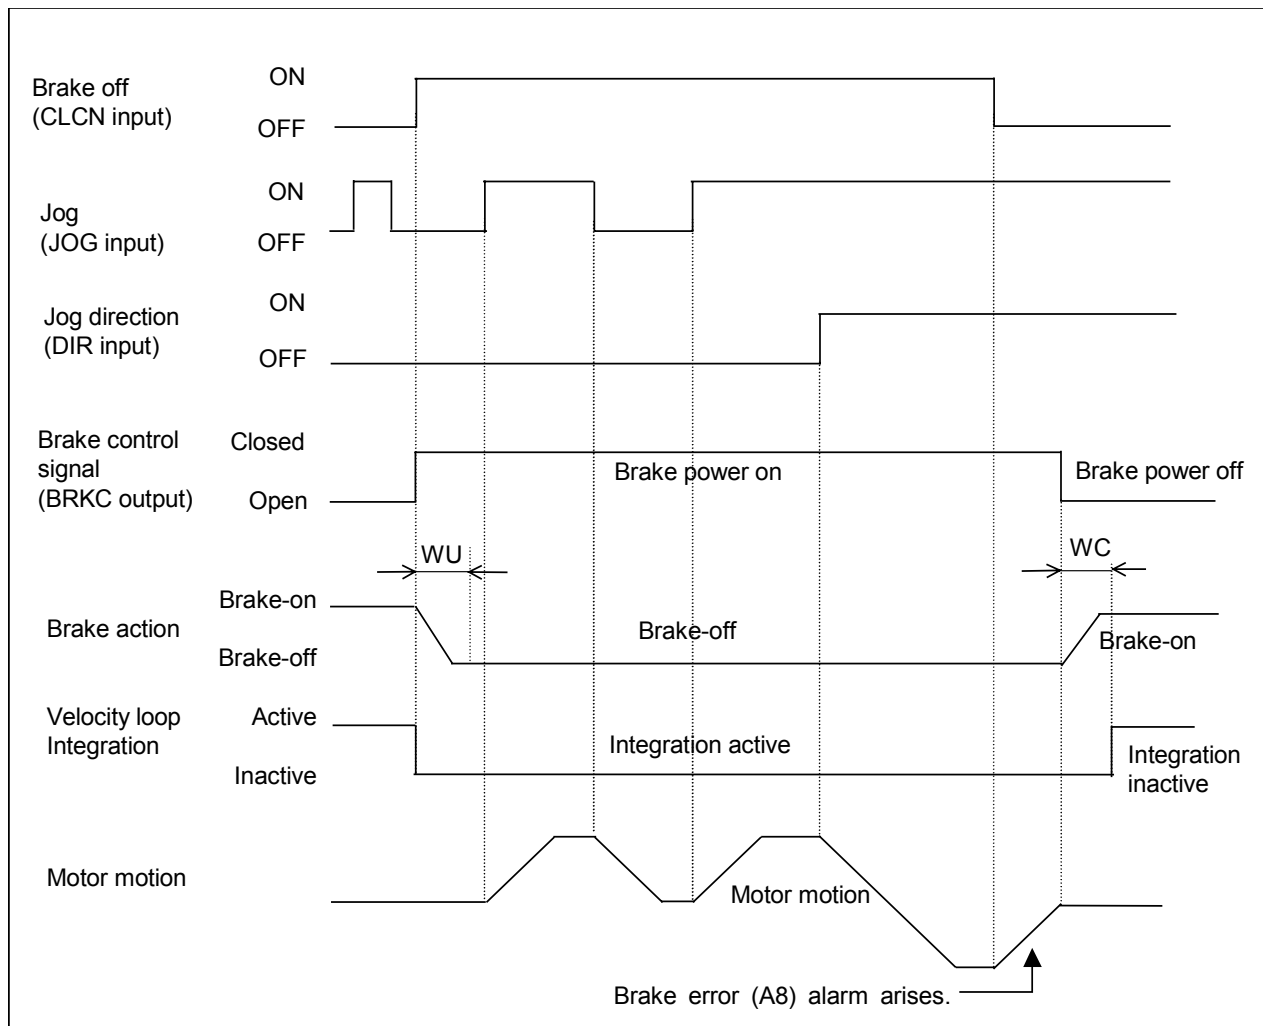 Brake off
(CLCN input)
ON
OFF
Jog
(JOG input)
ON
OFF
Jog direction
(DIR input)
ON
OFF
Brake control
signal
(BRKC output)
Closed
Open
Brake power on
Brake power off
WU
WC
Brake action
Brake-on
Brake-off
Brake-off
Brake-on
Velocity loop
Integration
Active
Inactive
Integration active
Integration
inactive
Motor motion
Motor motion
Brake error (A8) alarm arises.